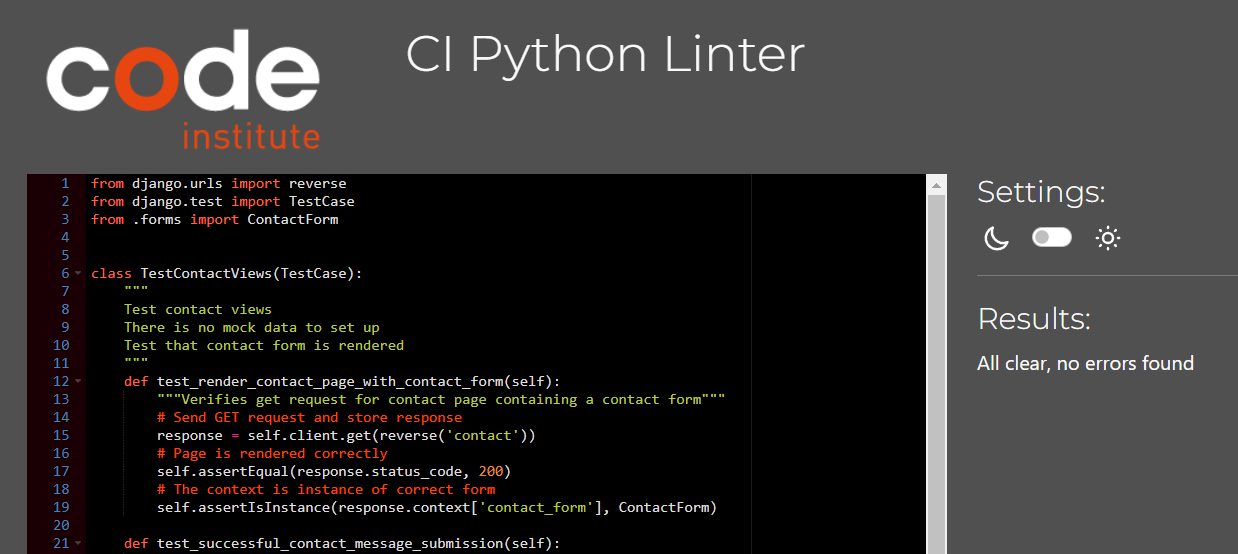 code
institute
CI Python Linter
1 from django.urls import reverse
2 from django.test import TestCase
3 from .forms import ContactForm
4
5
6 class TestContactViews(TestCase):
7     """
8     Test contact views
9     There is no mock data to set up
10     Test that contact form is rendered
11     """
12     def test_render_contact_page_with_contact_form(self):
13         """Verifies get request for contact page containing a contact form"""
14         # Send GET request and store response
15         response = self.client.get(reverse('contact'))
16         # Page is rendered correctly
17         self.assertEqual(response.status_code, 200)
18         # The context is instance of correct form
19         self.assertIsInstance(response.context['contact_form'], ContactForm)
20
21     def test_successful_contact_message_submission(self):
Settings:
Results:
All clear, no errors found